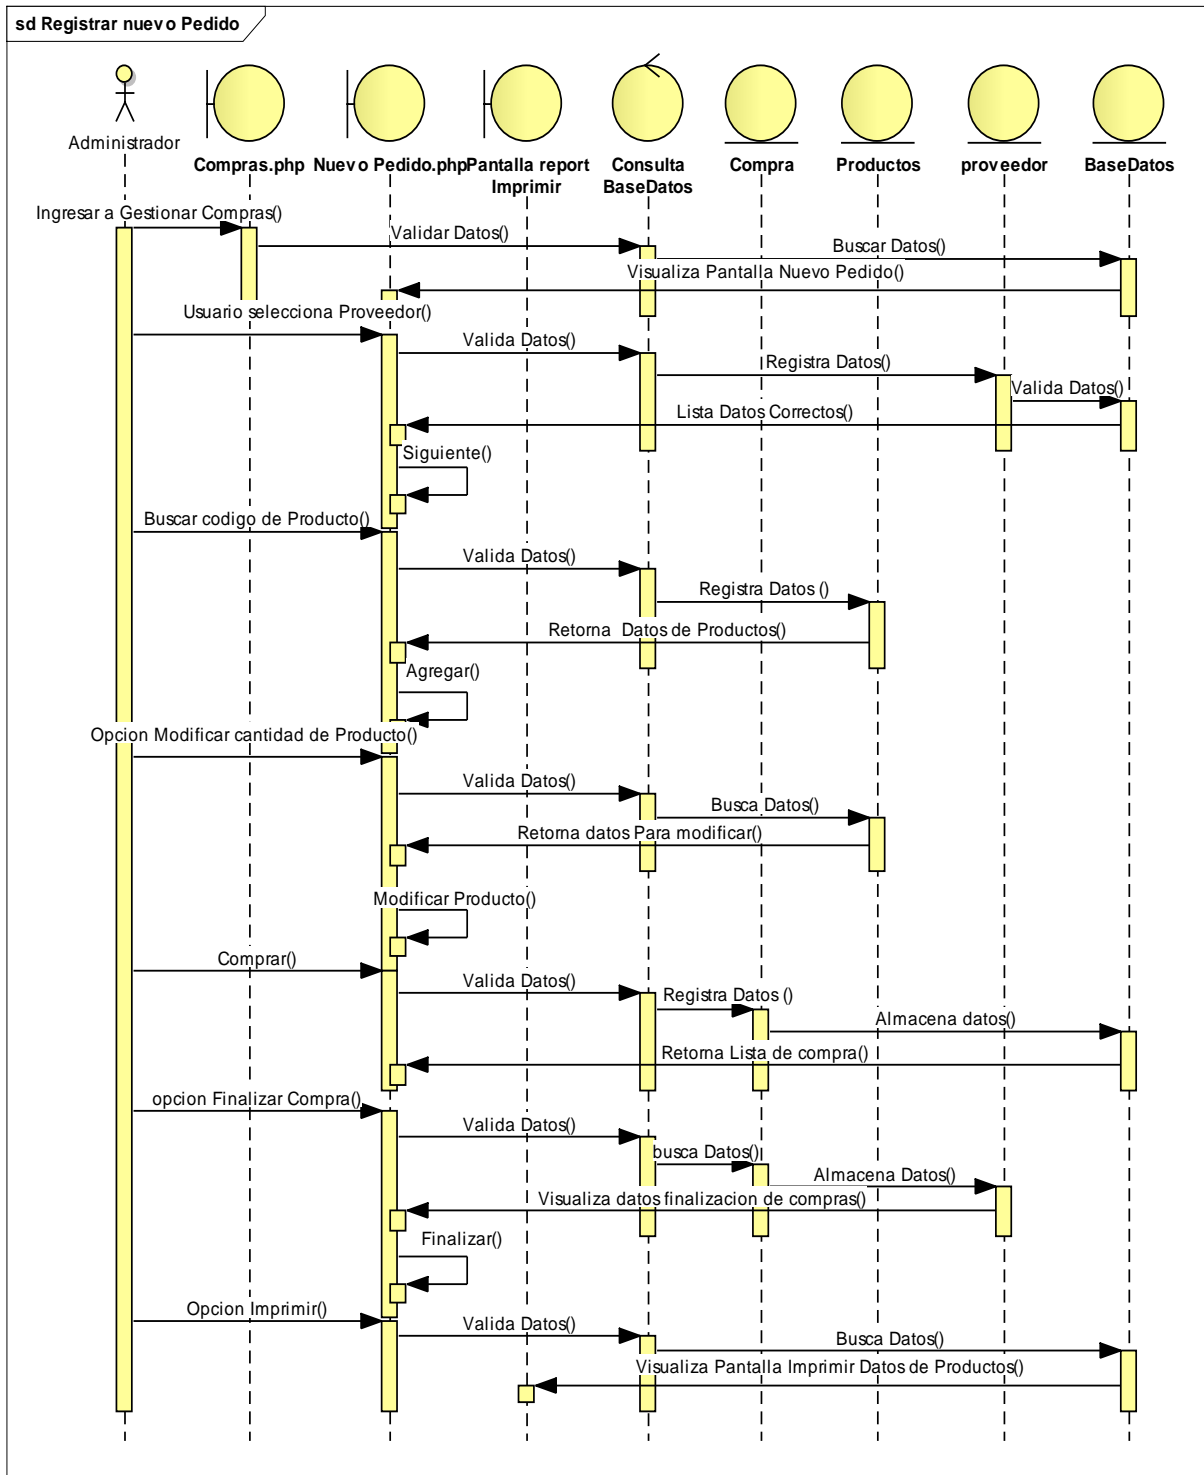 sd Registrar nuevo Pedido
Administrador
Compras.php
Nuevo Pedido.php
Pantalla report
Imprimir
Consulta
BaseDatos
Compra
Productos
proveedor
BaseDatos
Ingresar a Gestionar Compras()
Validar Datos()
Buscar Datos()
Visualiza Pantalla Nuevo Pedido()
Usuario selecciona Proveedor()
Valida Datos()
Registra Datos()
Valida Datos()
Lista Datos Correctos()
Siguiente()
Buscar codigo de Producto()
Valida Datos()
Registra Datos ()
Retorna  Datos de Productos()
Agregar()
Opcion Modificar cantidad de Producto()
Valida Datos()
Busca Datos()
Retorna datos Para modificar()
Modificar Producto()
Comprar()
Valida Datos()
Registra Datos ()
Almacena datos()
Retorna Lista de compra()
opcion Finalizar Compra()
Valida Datos()
busca Datos()
Almacena Datos()
Visualiza datos finalizacion de compras()
Finalizar()
Opcion Imprimir()
Valida Datos()
Busca Datos()
Visualiza Pantalla Imprimir Datos de Productos()